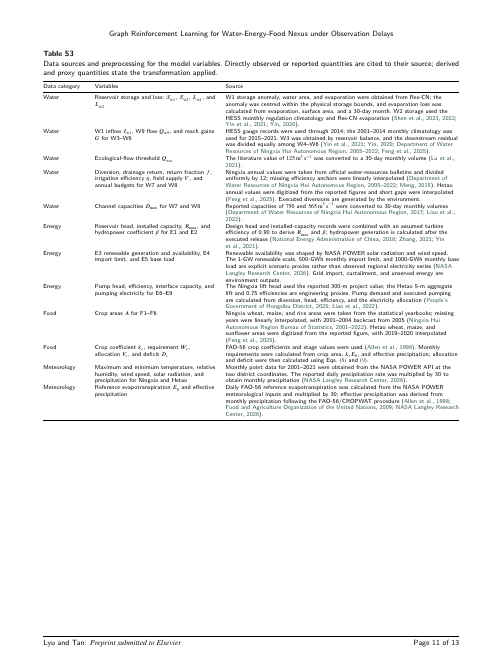 Graph Reinforcement Learning for Water-Energy-Food Nexus under Observation Delays
Table S3
Data sources and preprocessing for the model variables. Directly observed or reported quantities are cited to their source; derived
and proxy quantities state the transformation applied.
Data category Variables Source
Water Reservoir storage and loss: S_w1, S_w2, L_w1, and L_w2 W1 storage anomaly, water area, and evaporation were obtained from Res-CN; the
anomaly was centred within the physical storage bounds, and evaporation loss was
calculated from evaporation, surface area, and a 30-day month. W2 storage used the
HESS monthly regulation climatology and Res-CN evaporation (Shen et al., 2023, 2022;
Yin et al., 2021; Yin, 2020).
Water W1 inflow I_w1, W9 flow Q_w9, and reach gains
G for W3–W6
HESS gauge records were used through 2014; the 2001–2014 monthly climatology was
used for 2015–2021. W3 was obtained by reservoir balance, and the downstream residual
was divided equally among W4–W6 (Yin et al., 2021; Yin, 2020; Department of Water
Resources of Ningxia Hui Autonomous Region, 2005–2022; Feng et al., 2025).
Water Ecological-flow threshold Q_min The literature value of 125 m³ s⁻¹ was converted to a 30-day monthly volume (Lu et al.,
2021).
Water Diversion, drainage return, return fraction f,
irrigation efficiency η, field supply V, and
annual budgets for W7 and W8
Ningxia annual values were taken from official water-resources bulletins and divided
uniformly by 12; missing efficiency anchors were linearly interpolated (Department of
Water Resources of Ningxia Hui Autonomous Region, 2005–2022; Meng, 2015). Hetao
annual values were digitized from the reported figures and short gaps were interpolated
(Feng et al., 2025). Executed diversions are generated by the environment.
Water Channel capacities D_max for W7 and W8 Reported capacities of 750 and 565 m³ s⁻¹ were converted to 30-day monthly volumes
(Department of Water Resources of Ningxia Hui Autonomous Region, 2017; Liao et al.,
2022).
Energy Reservoir head, installed capacity, R_max, and
hydropower coefficient β for E1 and E2
Design head and installed-capacity records were combined with an assumed turbine
efficiency of 0.90 to derive R_max and β; hydropower generation is calculated after the
executed release (National Energy Administration of China, 2018; Zhang, 2021; Yin
et al., 2021).
Energy E3 renewable generation and availability, E4
import limit, and E5 base load
Renewable availability was shaped by NASA POWER solar radiation and wind speed.
The 1-GW renewable scale, 500-GWh monthly import limit, and 1000-GWh monthly base
load are explicit scenario proxies rather than observed regional electricity series (NASA
Langley Research Center, 2026). Grid import, curtailment, and unserved energy are
environment outputs.
Energy Pump head, efficiency, interface capacity, and
pumping electricity for E6–E9
The Ningxia lift head used the reported 300-m project value; the Hetao 5-m aggregate
lift and 0.75 efficiencies are engineering proxies. Pump demand and executed pumping
are calculated from diversion, head, efficiency, and the electricity allocation (People's
Government of Hongsibu District, 2025; Liao et al., 2022).
Food Crop areas A for F1–F6 Ningxia wheat, maize, and rice areas were taken from the statistical yearbooks; missing
years were linearly interpolated, with 2001–2004 backcast from 2005 (Ningxia Hui
Autonomous Region Bureau of Statistics, 2001–2022). Hetao wheat, maize, and
sunflower areas were digitized from the reported figure, with 2019–2020 interpolated
(Feng et al., 2025).
Food Crop coefficient k_c, requirement W_c,
allocation V_c, and deficit D_c
FAO-56 crop coefficients and stage values were used (Allen et al., 1998). Monthly
requirements were calculated from crop area, k_cE_0, and effective precipitation; allocation
and deficit were then calculated using Eqs. (8) and (9).
Meteorology Maximum and minimum temperature, relative
humidity, wind speed, solar radiation, and
precipitation for Ningxia and Hetao
Monthly point data for 2001–2021 were obtained from the NASA POWER API at the
two district coordinates. The reported daily precipitation rate was multiplied by 30 to
obtain monthly precipitation (NASA Langley Research Center, 2026).
Meteorology Reference evapotranspiration E_0 and effective
precipitation
Daily FAO-56 reference evapotranspiration was calculated from the NASA POWER
meteorological inputs and multiplied by 30; effective precipitation was derived from
monthly precipitation following the FAO-56/CROPWAT procedure (Allen et al., 1998;
Food and Agriculture Organization of the United Nations, 2009; NASA Langley Research
Center, 2026).
Lyu and Tan: Preprint submitted to Elsevier Page 11 of 13